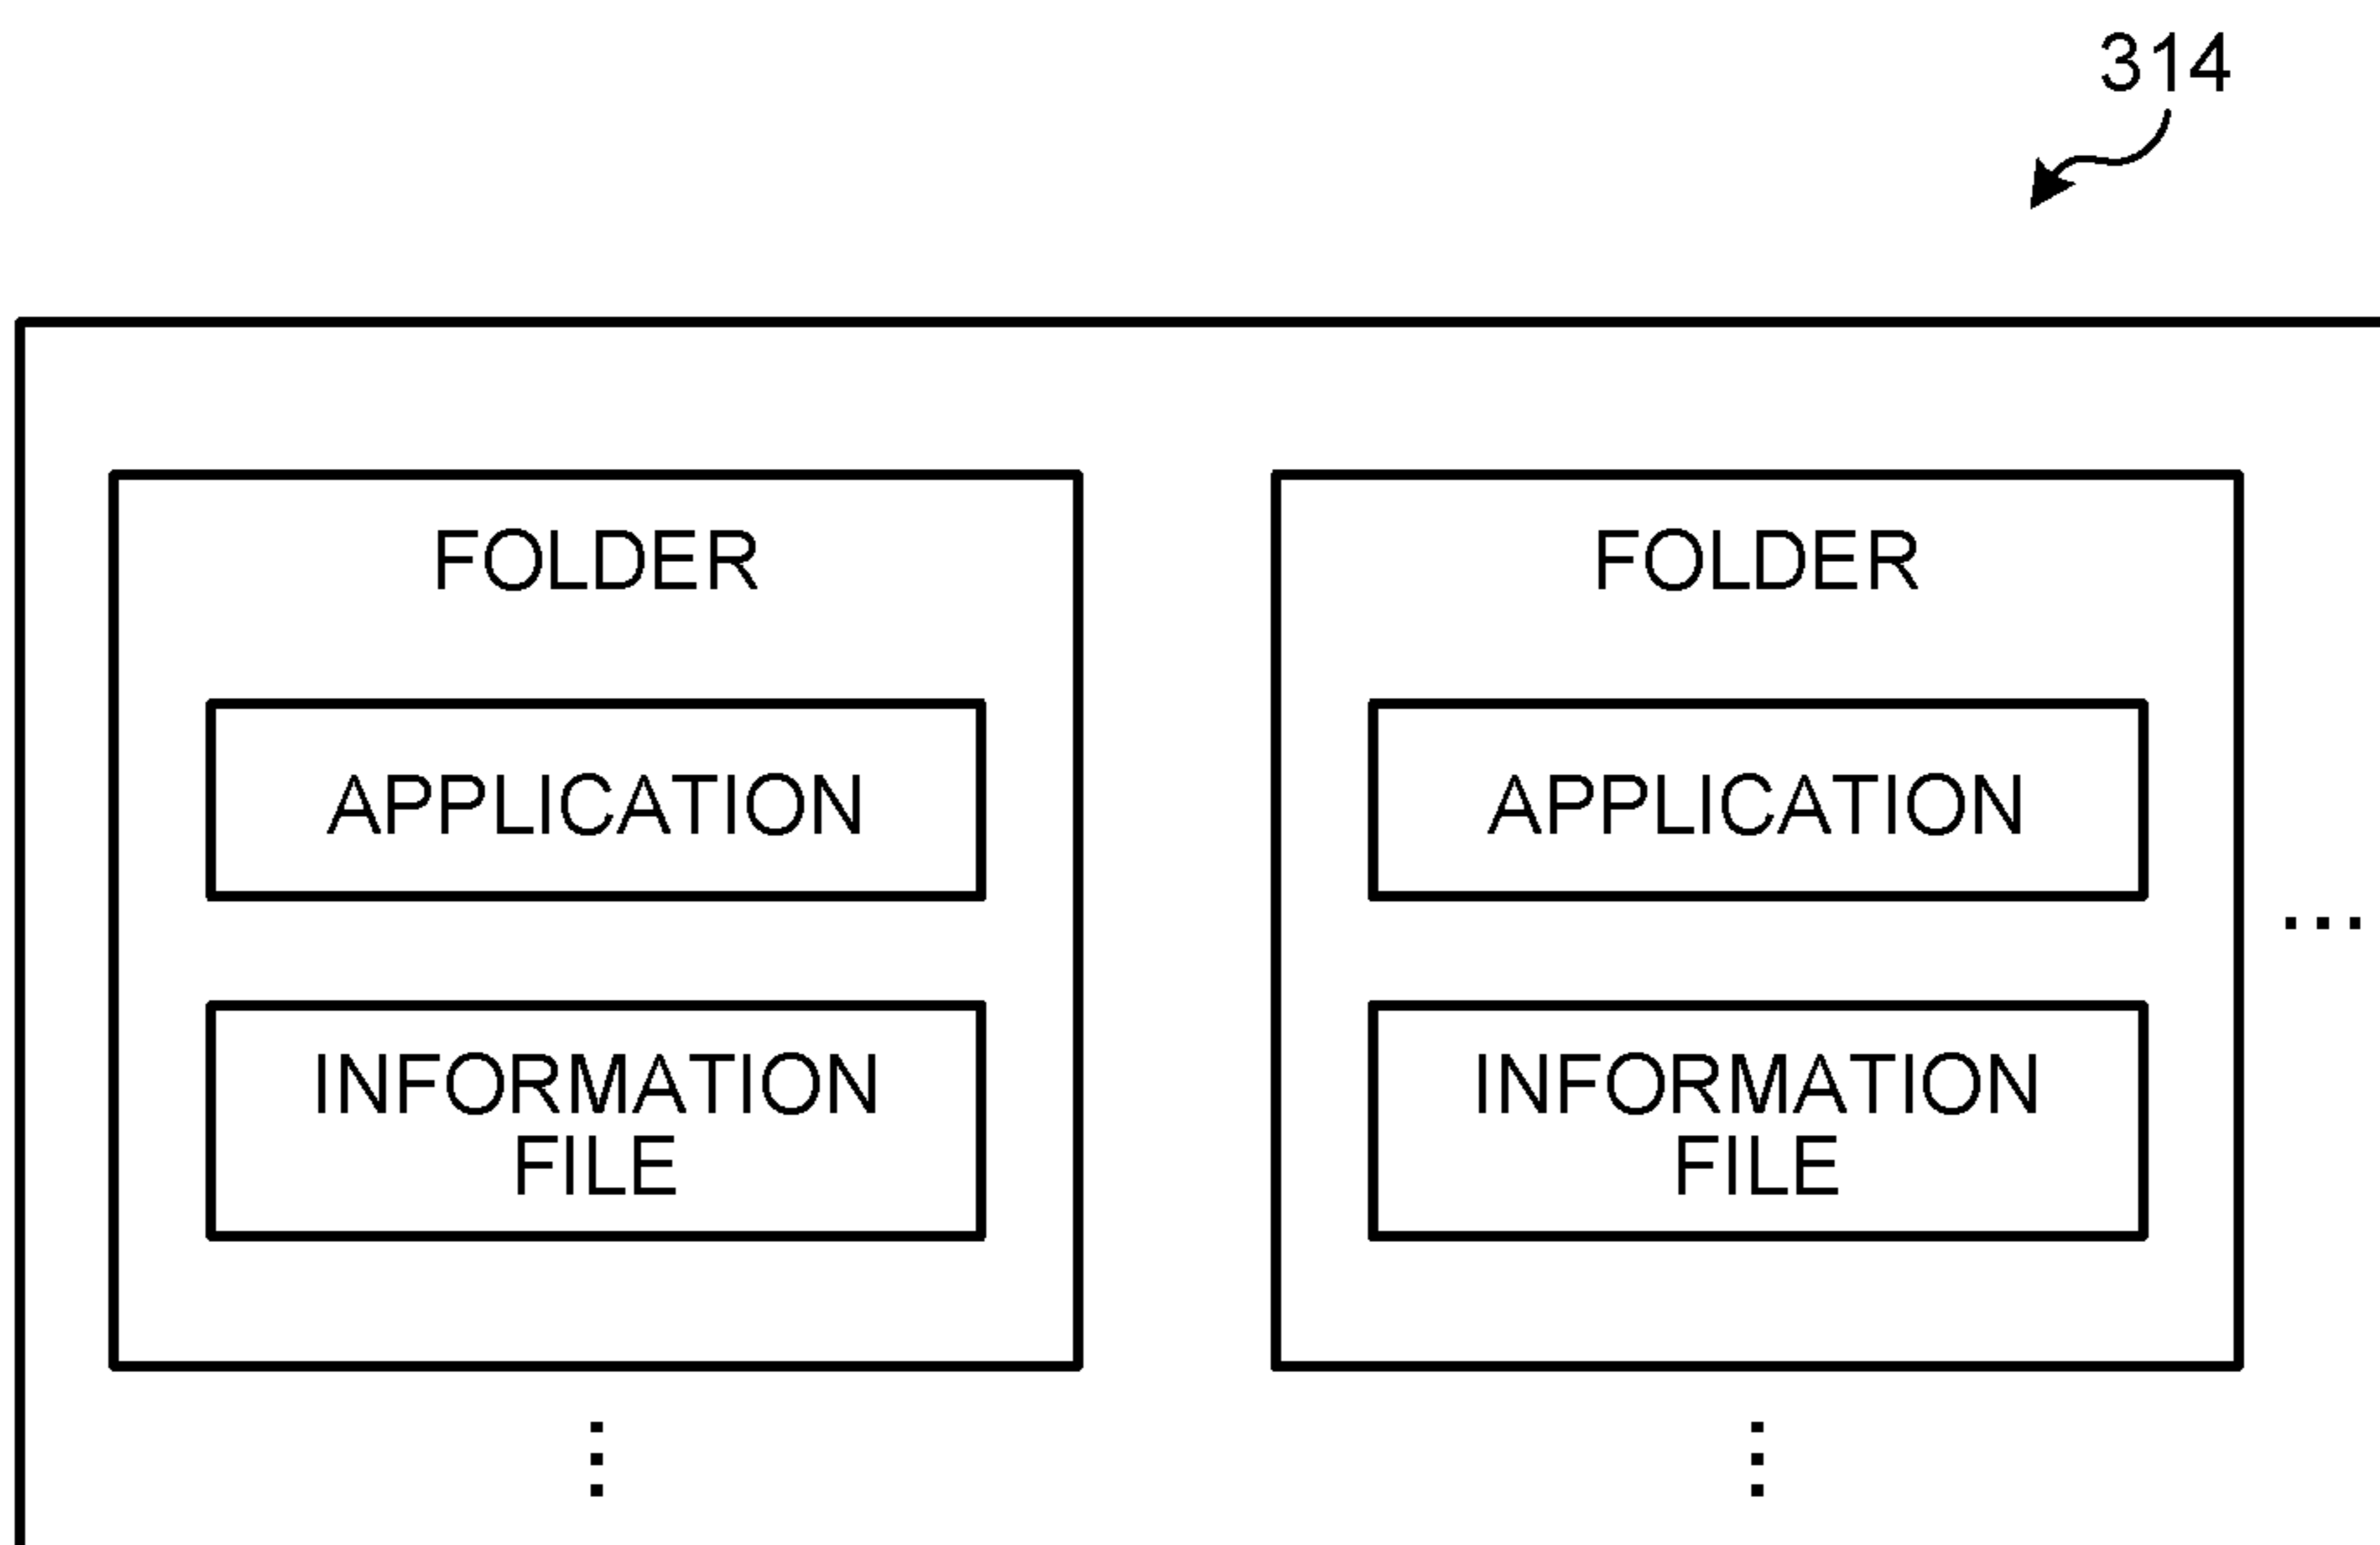 314
FOLDER
APPLICATION
INFORMATION
FILE
FOLDER
APPLICATION
INFORMATION
FILE
...